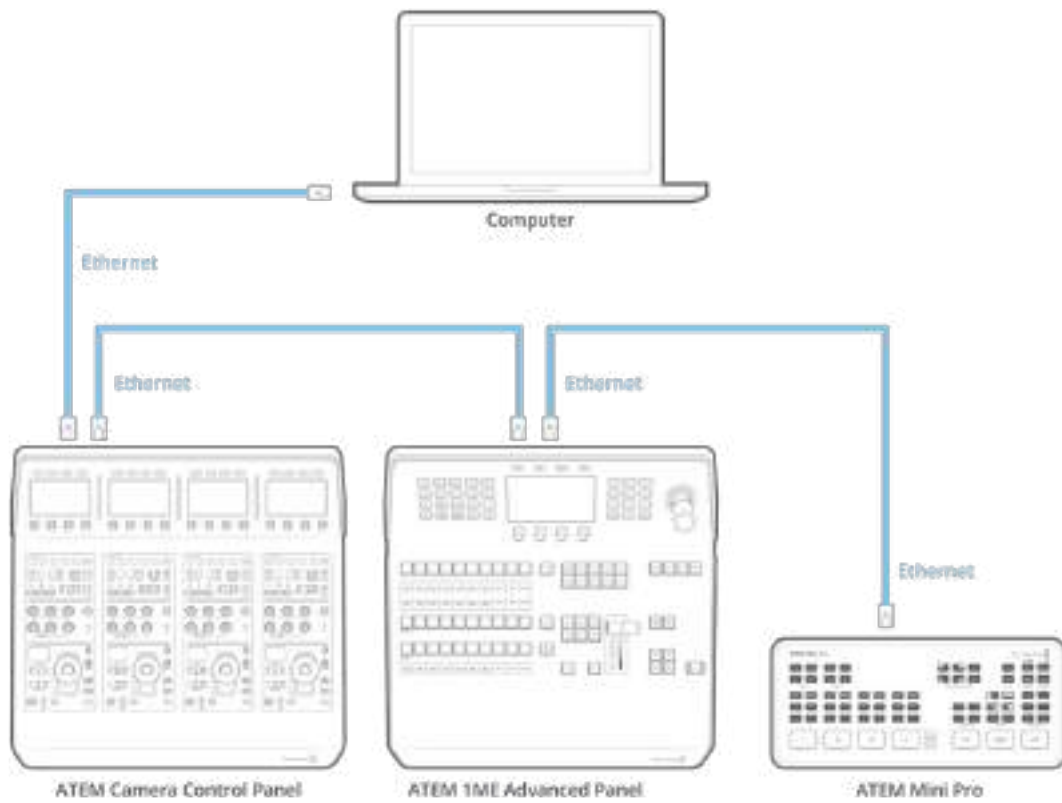 Computer
Ethernet
Ethernet
Ethernet
Ethernet
ATEM Camera Control Panel
ATEM 1ME Advanced Panel
ATEM Mini Pro